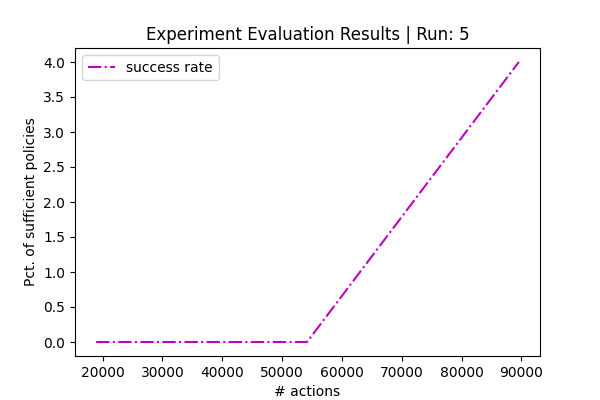 Experiment Evaluation Results | Run: 5
success rate
Pct. of sufficient policies
4.0
3.5
3.0
2.5
2.0
1.5
1.0
0.5
0.0
20000 30000 40000 50000 60000 70000 80000 90000
# actions